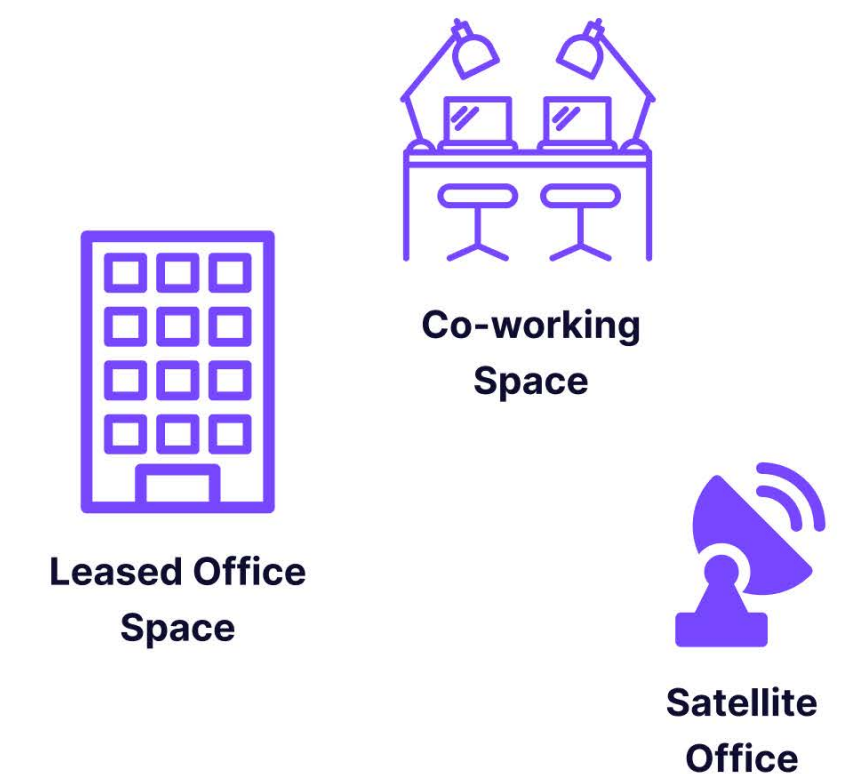 Co-working
Space
Leased Office
Space
Satellite
Office